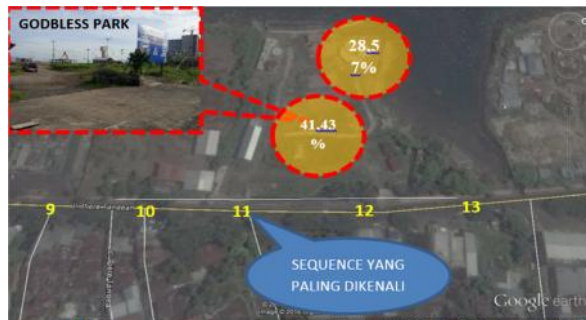 GODBLESS PARK
28,5
7%
41,43
%
9
10
11
12
13
SEQUENCE YANG
PALING DIKENALI
Google earth